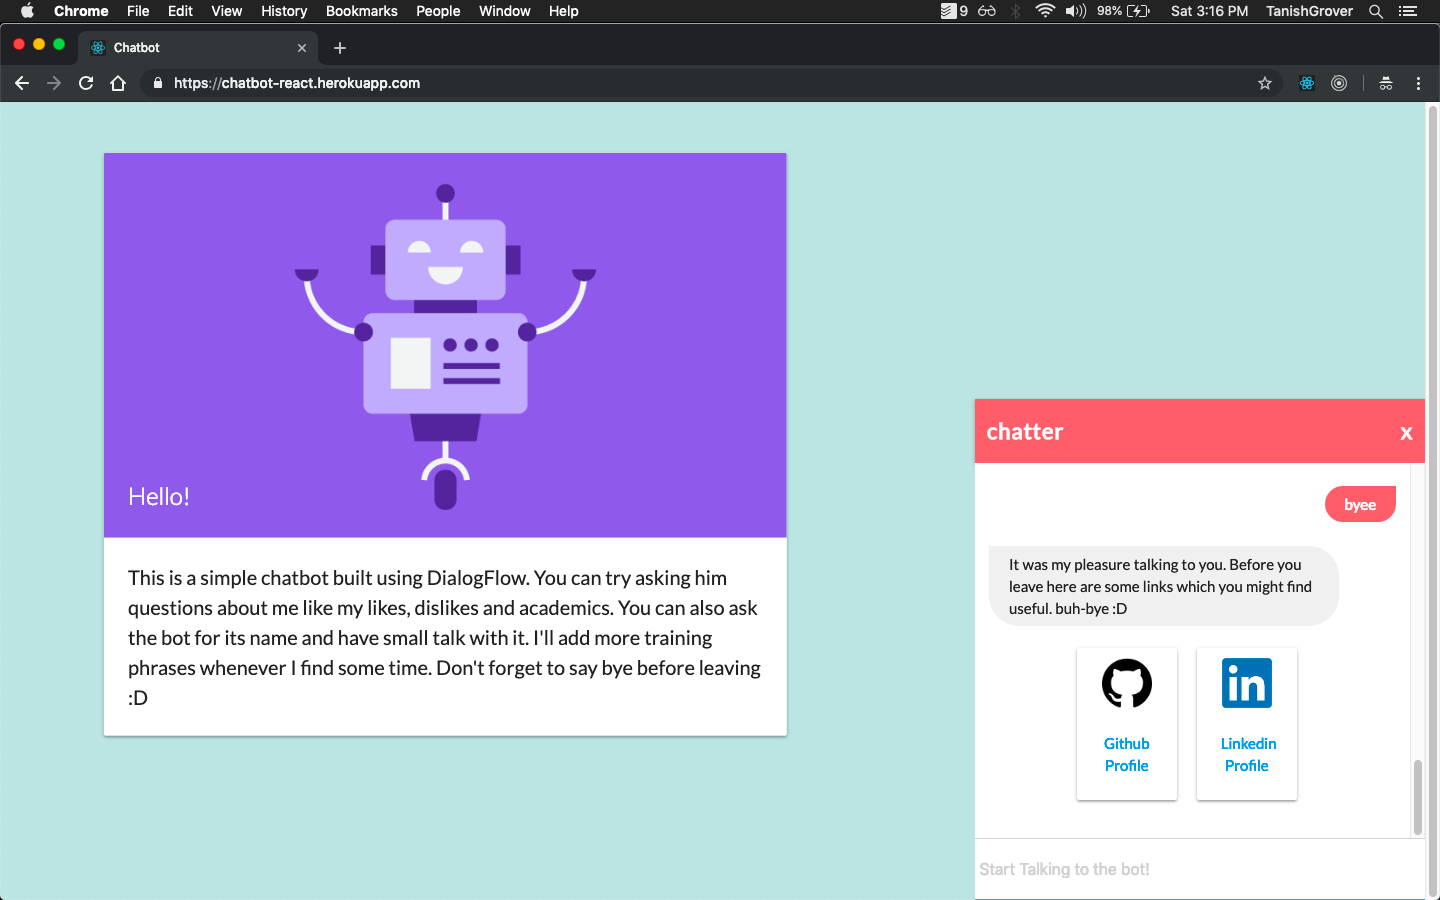 Chrome File Edit View History Bookmarks People Window Help 9 98% Sat 3:16 PM TanishGrover
Chatbot
https://chatbot-react.herokuapp.com
Hello!
This is a simple chatbot built using DialogFlow. You can try asking him
questions about me like my likes, dislikes and academics. You can also ask
the bot for its name and have small talk with it. I'll add more training
phrases whenever I find some time. Don't forget to say bye before leaving
:D
chatter x
byee
It was my pleasure talking to you. Before you
leave here are some links which you might find
useful. buh-bye :D
in
Github
Profile
Linkedin
Profile
Start Talking to the bot!